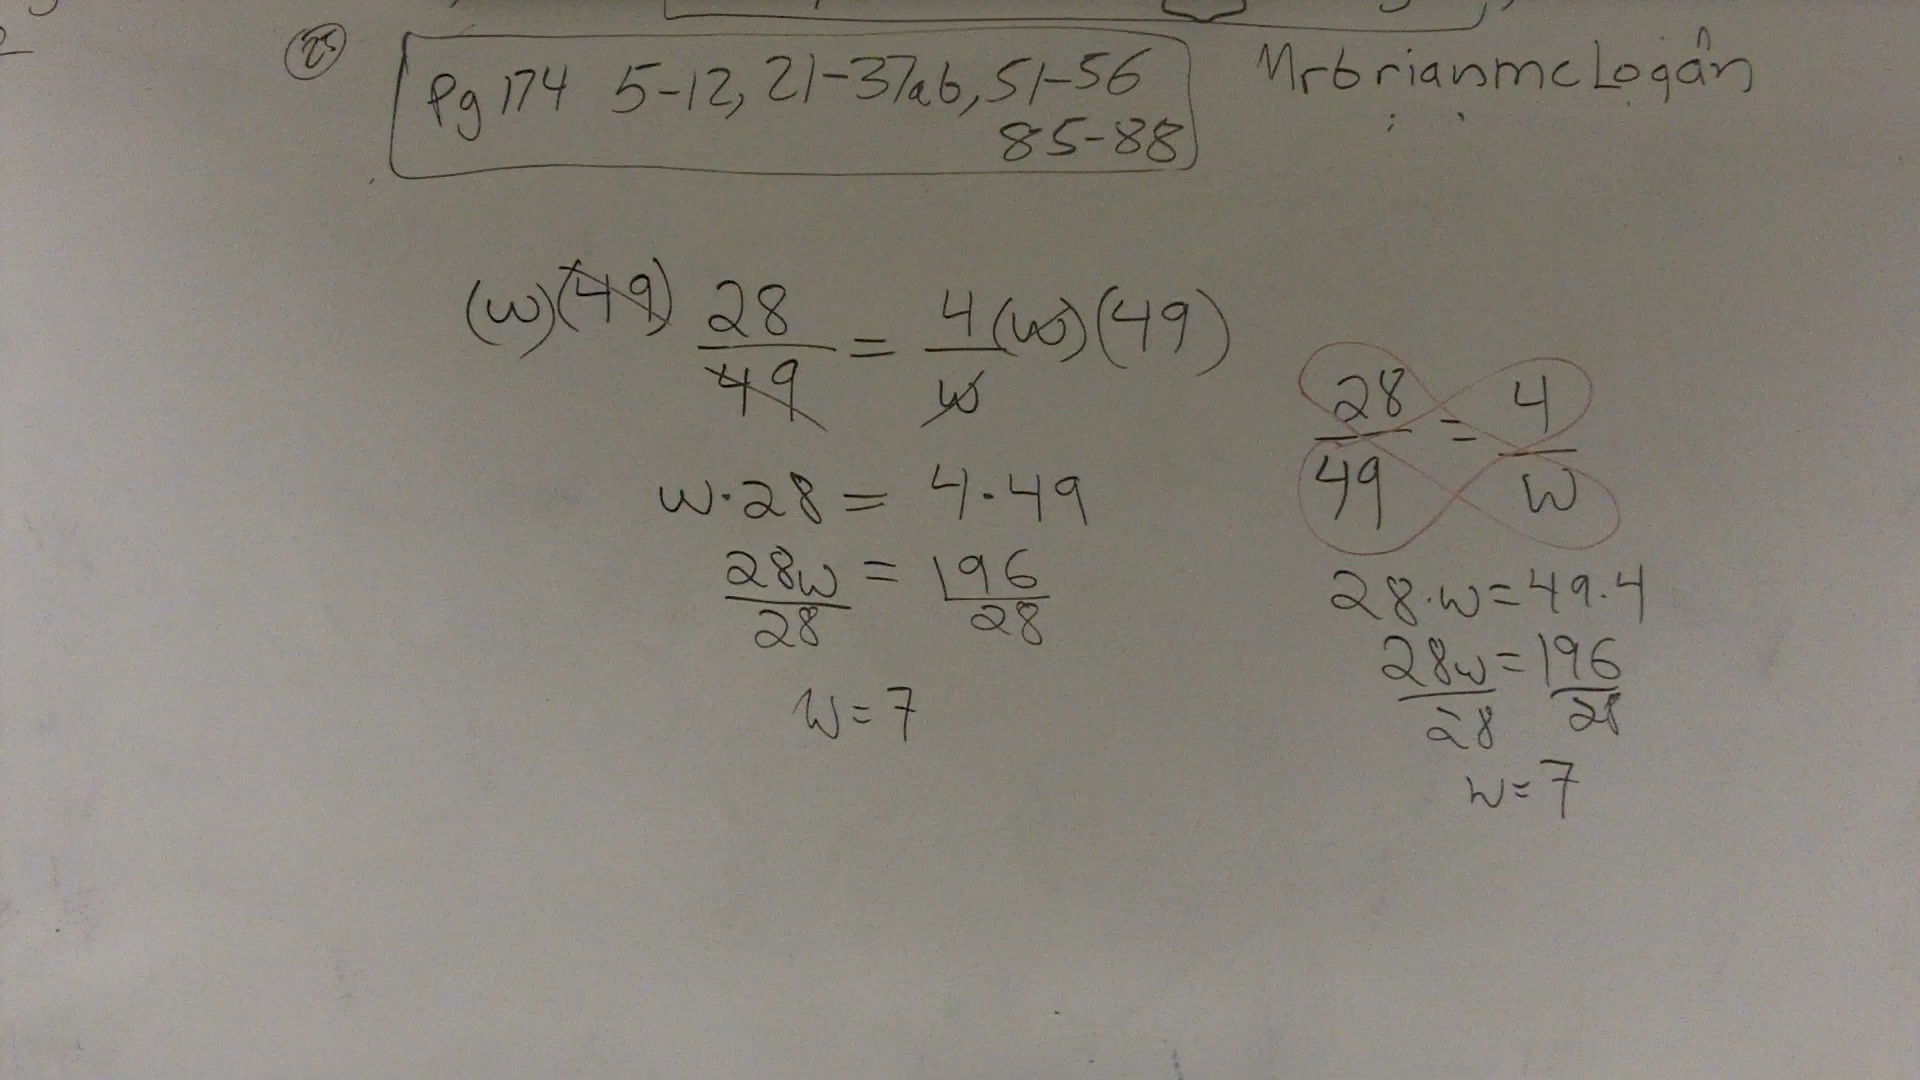 25
Pg 174 5-12, 21-37ab, 51-56
85-88
MrbrianmcLogan
(w)(49) 28/49 = 4/w (w)(49)
w·28 = 4·49
28w/28 = 196/28
w=7
28/49 = 4/w
28·w=49·4
28w/28 = 196/28
w=7